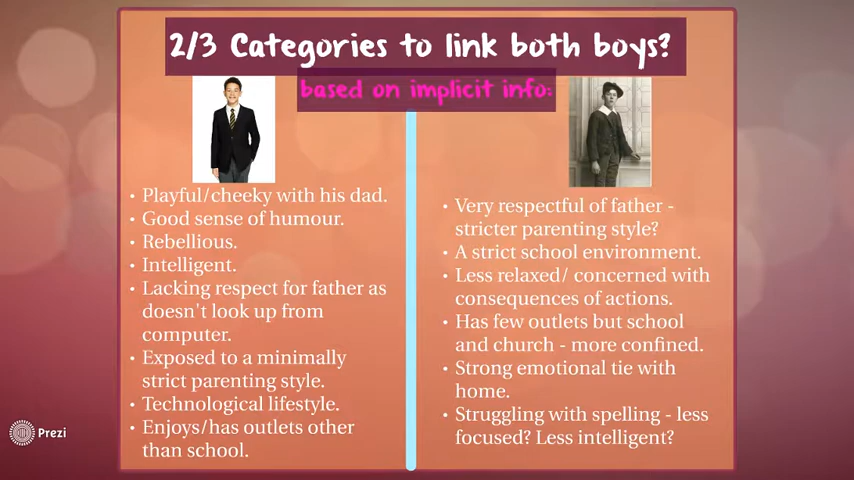 2/3 Categories to link both boys?
based on implicit info:
• Playful/cheeky with his dad.
• Good sense of humour.
• Rebellious.
• Intelligent.
• Lacking respect for father as
doesn't look up from
computer.
• Exposed to a minimally
strict parenting style.
• Technological lifestyle.
• Enjoys/has outlets other
than school.
• Very respectful of father -
stricter parenting style?
• A strict school environment.
• Less relaxed/ concerned with
consequences of actions.
• Has few outlets but school
and church - more confined.
• Strong emotional tie with
home.
• Struggling with spelling - less
focused? Less intelligent?
Prezi